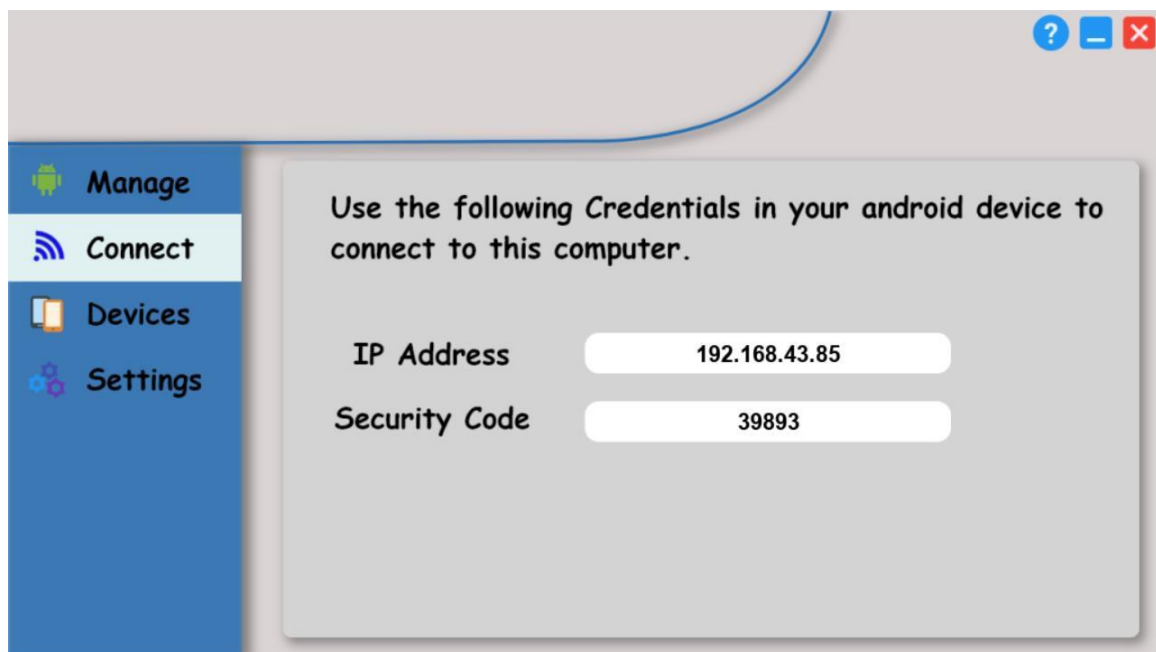 ?
Manage
Connect
Devices
Settings
Use the following Credentials in your android device to
connect to this computer.
IP Address 192.168.43.85
Security Code 39893